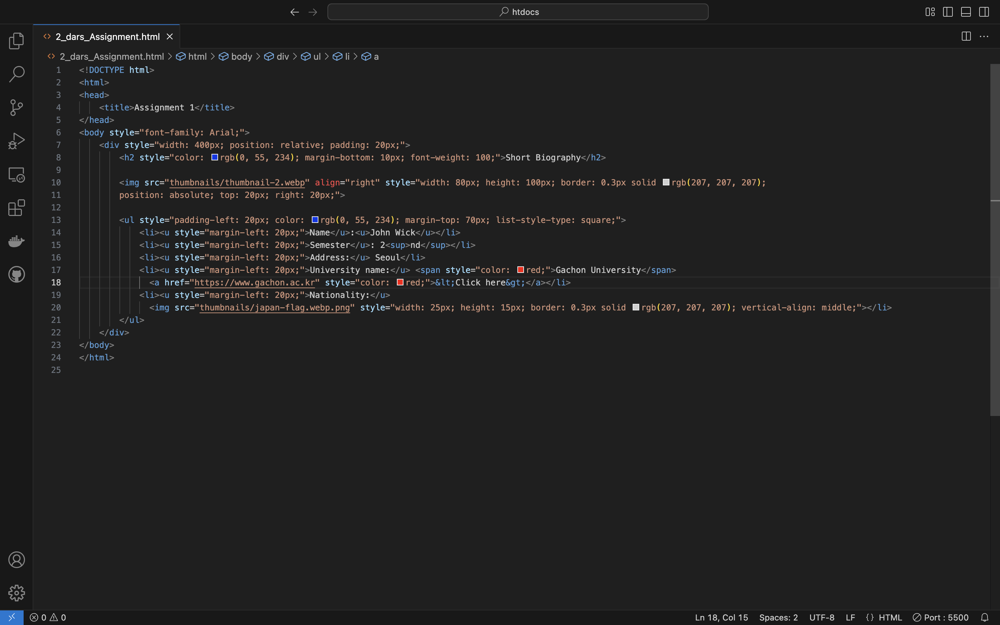 htdocs
2_dars_Assignment.html
2_dars_Assignment.html > html > body > div > ul > li > a
1 <!DOCTYPE html>
2 <html>
3 <head>
4 <title>Assignment 1</title>
5 </head>
6 <body style="font-family: Arial;">
7 <div style="width: 400px; position: relative; padding: 20px;">
8 <h2 style="color: rgb(0, 55, 234); margin-bottom: 10px; font-weight: 100;">Short Biography</h2>
9
10 <img src="thumbnails/thumbnail-2.webp" align="right" style="width: 80px; height: 100px; border: 0.3px solid rgb(207, 207, 207);
11 position: absolute; top: 20px; right: 20px;">
12
13 <ul style="padding-left: 20px; color: rgb(0, 55, 234); margin-top: 70px; list-style-type: square;">
14 <li><u style="margin-left: 20px;">Name</u>:<u>John Wick</u></li>
15 <li><u style="margin-left: 20px;">Semester</u>: 2<sup>nd</sup></li>
16 <li><u style="margin-left: 20px;">Address:</u> Seoul</li>
17 <li><u style="margin-left: 20px;">University name:</u> <span style="color: red;">Gachon University</span>
18 <a href="https://www.gachon.ac.kr" style="color: red;">&lt;Click here&gt;</a></li>
19 <li><u style="margin-left: 20px;">Nationality:</u>
20 <img src="thumbnails/japan-flag.webp.png" style="width: 25px; height: 15px; border: 0.3px solid rgb(207, 207, 207); vertical-align: middle;"></li>
21 </ul>
22 </div>
23 </body>
24 </html>
25
0 0 Ln 18, Col 15 Spaces: 2 UTF-8 LF {} HTML Port : 5500